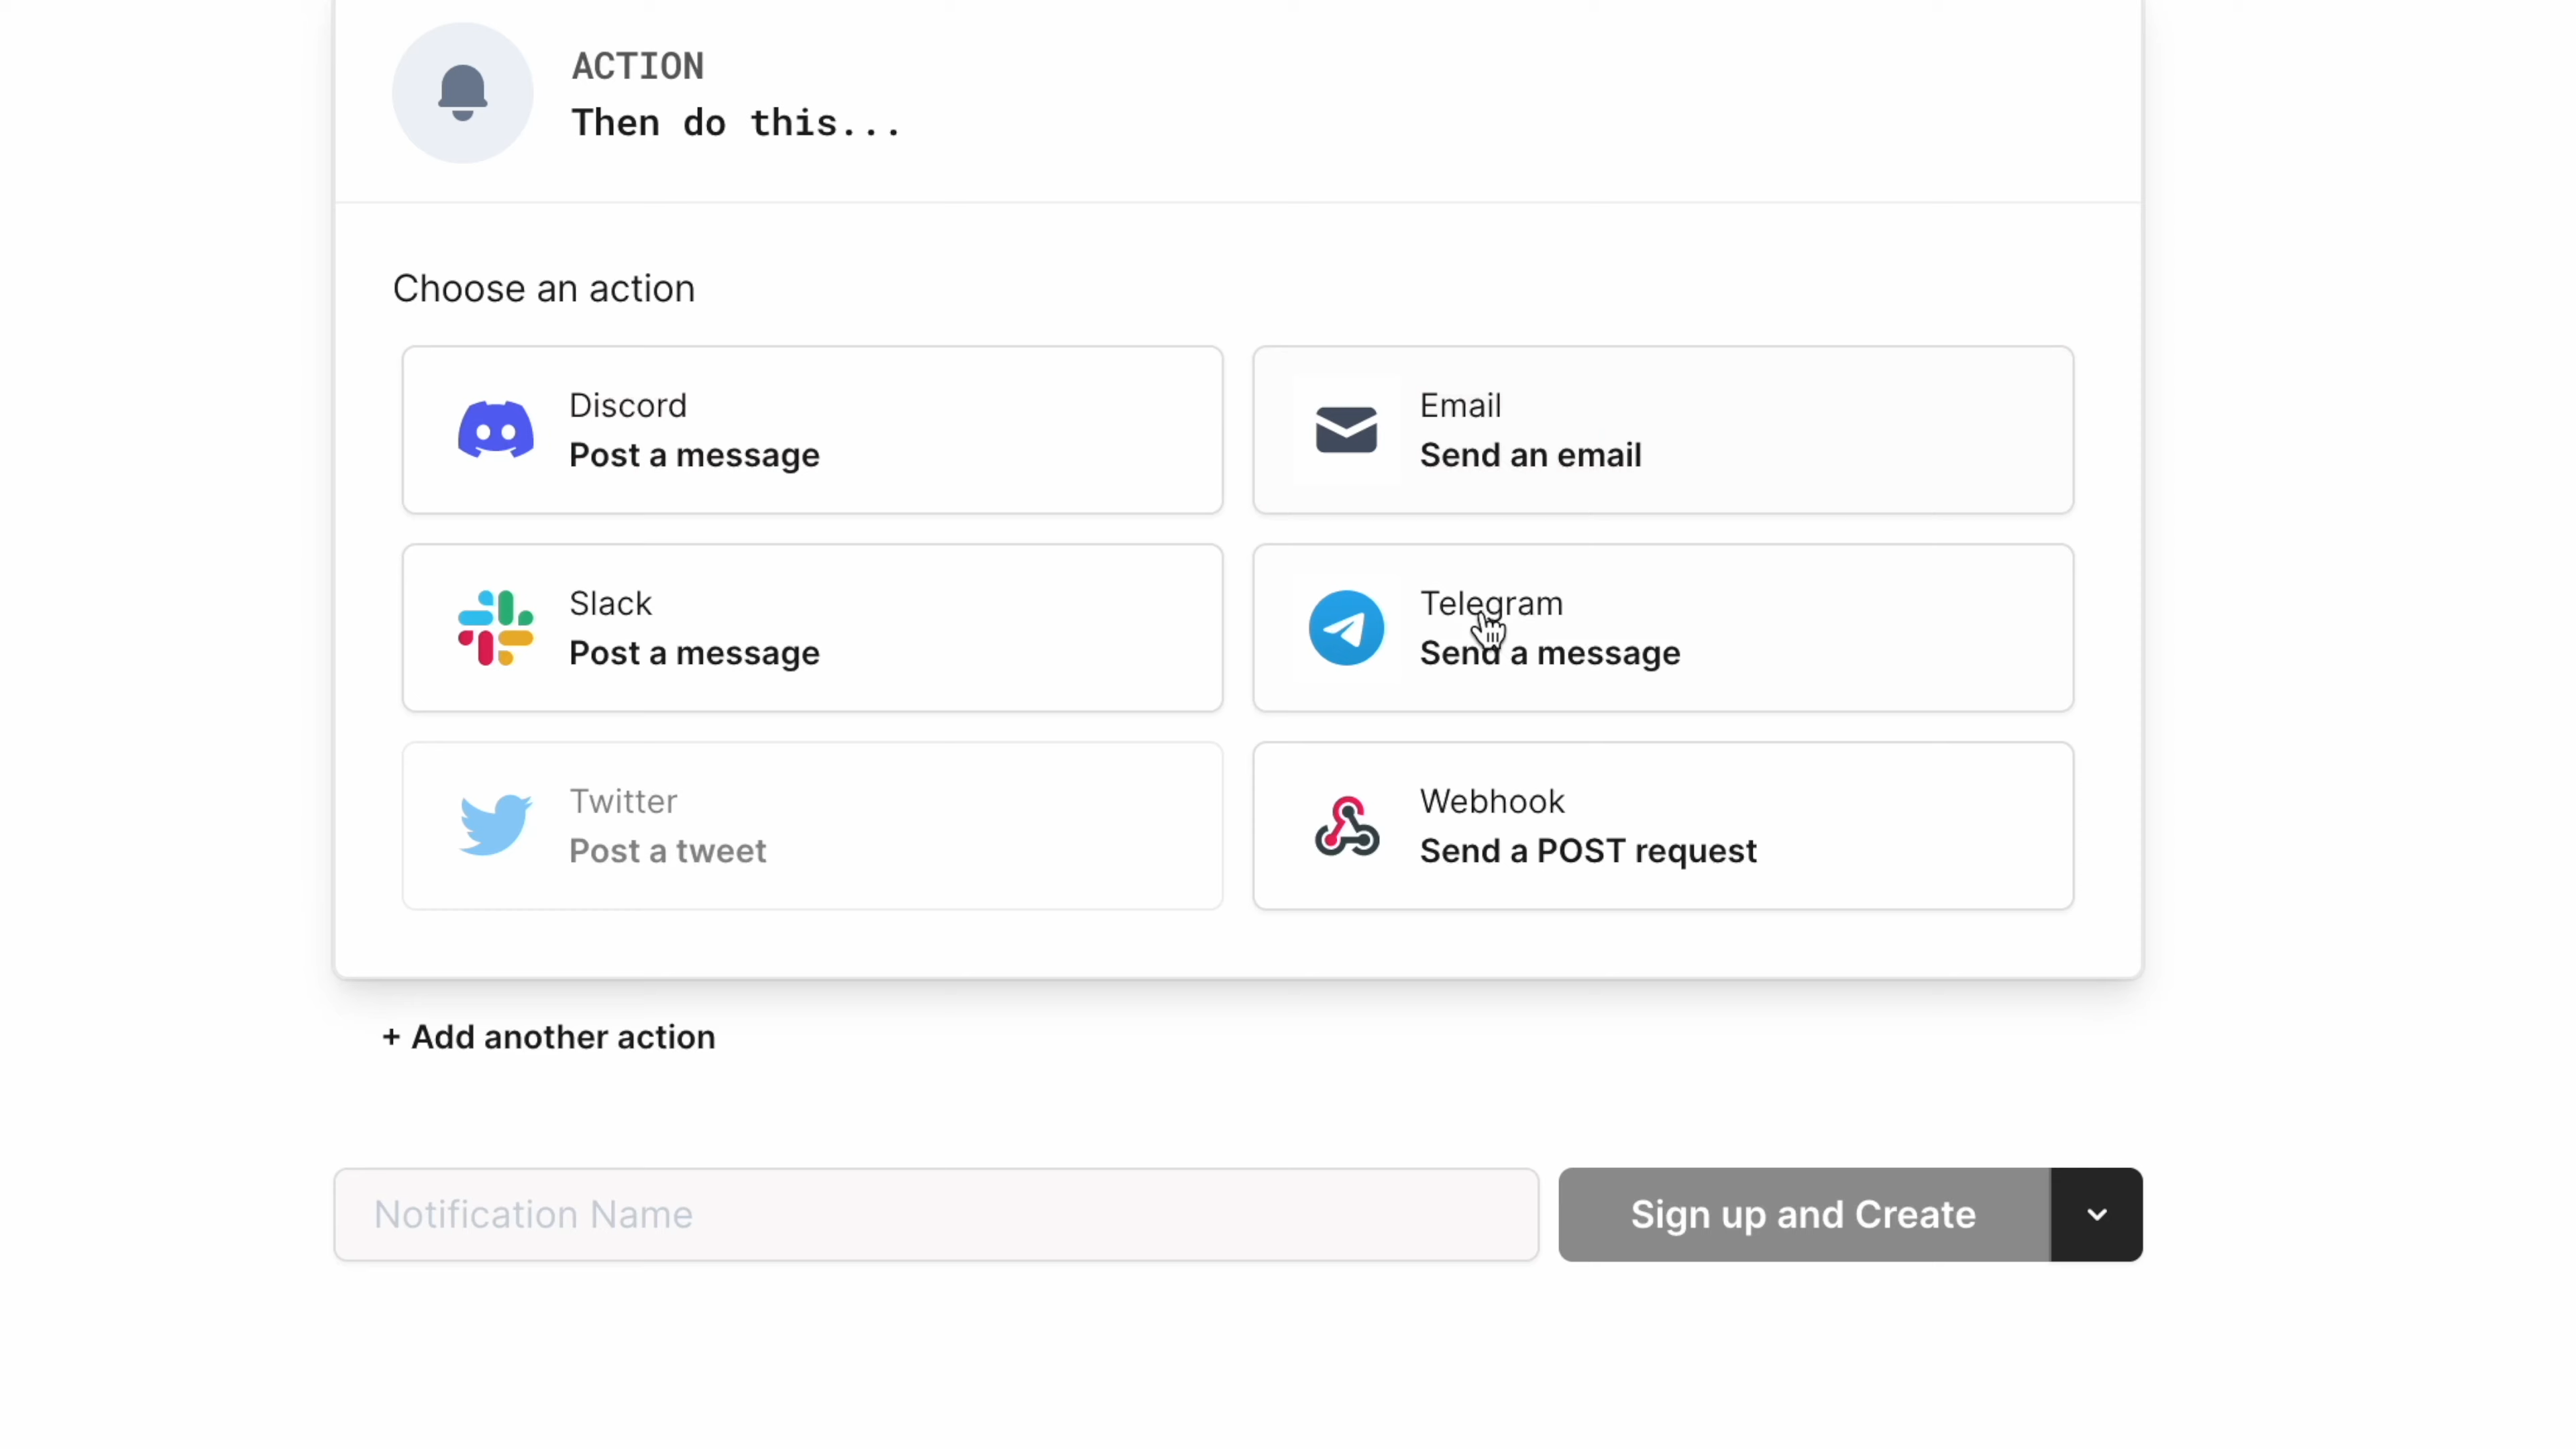 ACTION
Then do this...
Choose an action
Discord
Post a message
Email
Send an email
Slack
Post a message
Telegram
Send a message
Twitter
Post a tweet
Webhook
Send a POST request
+ Add another action
Notification Name
Sign up and Create